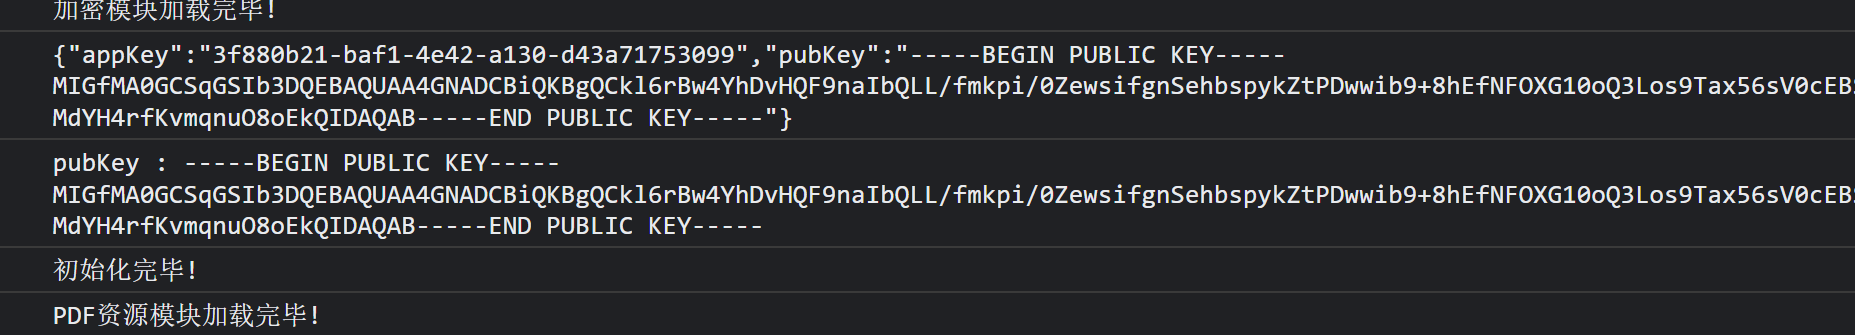 加密模块加载完毕!
{"appKey":"3f880b21-baf1-4e42-a130-d43a71753099","pubKey":"-----BEGIN PUBLIC KEY-----
MIGfMA0GCSqGSIb3DQEBAQUAA4GNADCBiQKBgQCkl6rBw4YhDvHQF9naIbQLL/fmkpi/0ZewsifgnSehbspykZtPDwwib9+8hEfNFOXG10oQ3Los9Tax56sV0cEB
MdYH4rfKvmqnuO8oEkQIDAQAB-----END PUBLIC KEY-----"}
pubKey : -----BEGIN PUBLIC KEY-----
MIGfMA0GCSqGSIb3DQEBAQUAA4GNADCBiQKBgQCkl6rBw4YhDvHQF9naIbQLL/fmkpi/0ZewsifgnSehbspykZtPDwwib9+8hEfNFOXG10oQ3Los9Tax56sV0cEB
MdYH4rfKvmqnuO8oEkQIDAQAB-----END PUBLIC KEY-----
初始化完毕!
PDF资源模块加载完毕!